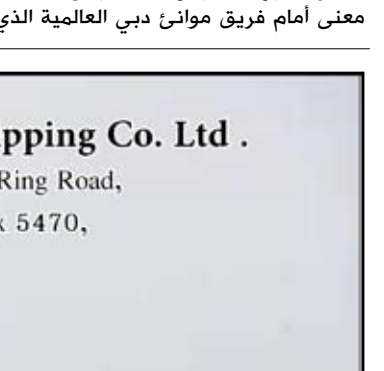 معنى أمام فريق موانئ دبي العالمية الذي
pping Co. Ltd .
Ring Road,
x 5470,